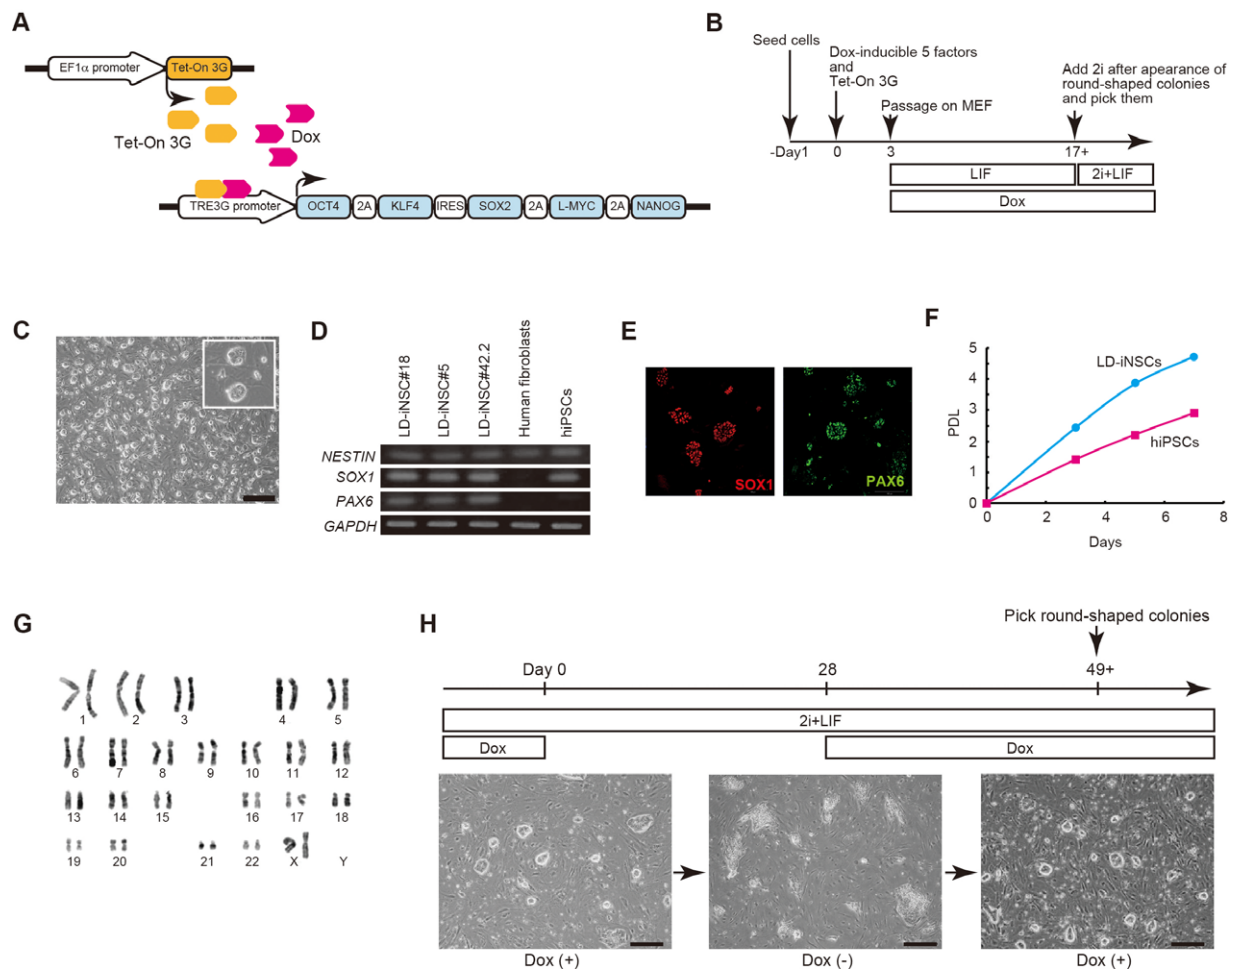 A
EF1α promoter
Tet-On 3G
Tet-On 3G
Dox
TRE3G promoter
OCT4
2A
KLF4
IRES
SOX2
2A
L-MYC
2A
NANOG
B
Seed cells
Dox-inducible 5 factors
and
Tet-On 3G
Passage on MEF
Add 2i after apearance of
round-shaped colonies
and pick them
-Day1
0
3
17+
LIF
2i+LIF
Dox
C
D
LD-iNSC#18
LD-iNSC#5
LD-iNSC#42.2
Human fibroblasts
hiPSCs
NESTIN
SOX1
PAX6
GAPDH
E
SOX1
PAX6
F
5
4
3
2
1
0
PDL
LD-iNSCs
hiPSCs
0
2
4
6
8
Days
G
1
2
3
4
5
6
7
8
9
10
11
12
13
14
15
16
17
18
19
20
21
22
X
Y
H
Pick round-shaped colonies
Day 0
28
49+
2i+LIF
Dox
Dox
Dox (+)
Dox (-)
Dox (+)